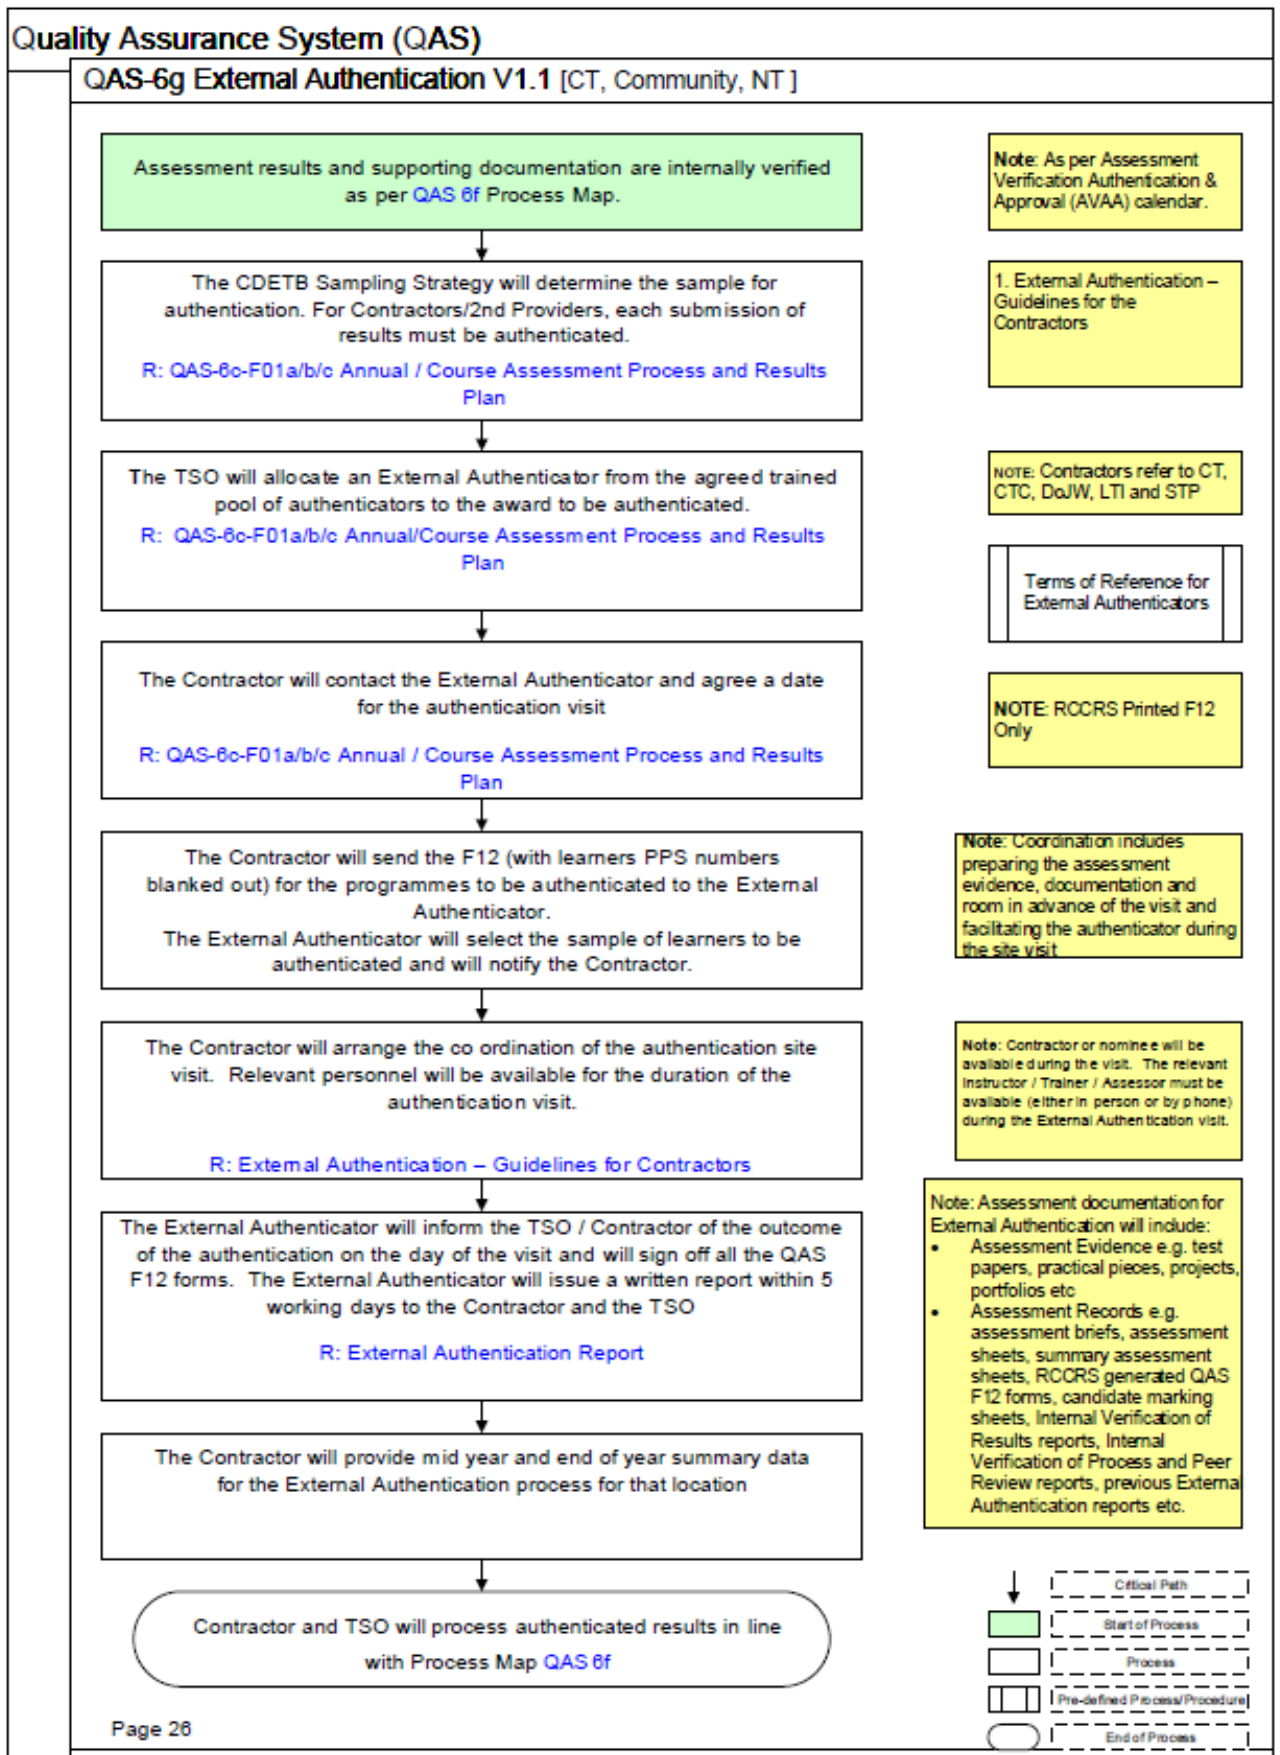 Quality Assurance System (QAS)
QAS-6g External Authentication V1.1 [CT, Community, NT ]
Assessment results and supporting documentation are internally verified
as per QAS 6f Process Map.
Note: As per Assessment
Verification Authentication &
Approval (AVAA) calendar.
The CDETB Sampling Strategy will determine the sample for
authentication. For Contractors/2nd Providers, each submission of
results must be authenticated.
R: QAS-6c-F01a/b/c Annual / Course Assessment Process and Results
Plan
1. External Authentication –
Guidelines for the
Contractors
The TSO will allocate an External Authenticator from the agreed trained
pool of authenticators to the award to be authenticated.
R: QAS-6c-F01a/b/c Annual/Course Assessment Process and Results
Plan
NOTE: Contractors refer to CT,
CTC, DoJW, LTI and STP
Terms of Reference for
External Authenticators
The Contractor will contact the External Authenticator and agree a date
for the authentication visit
R: QAS-6c-F01a/b/c Annual / Course Assessment Process and Results
Plan
NOTE: RCCRS Printed F12
Only
The Contractor will send the F12 (with learners PPS numbers
blanked out) for the programmes to be authenticated to the External
Authenticator.
The External Authenticator will select the sample of learners to be
authenticated and will notify the Contractor.
Note: Coordination includes
preparing the assessment
evidence, documentation and
room in advance of the visit and
facilitating the authenticator during
the site visit
The Contractor will arrange the co ordination of the authentication site
visit. Relevant personnel will be available for the duration of the
authentication visit.
R: External Authentication – Guidelines for Contractors
Note: Contractor or nominee will be
available during the visit. The relevant
Instructor / Trainer / Assessor must be
available (either in person or by phone)
during the External Authentication visit.
The External Authenticator will inform the TSO / Contractor of the outcome
of the authentication on the day of the visit and will sign off all the QAS
F12 forms. The External Authenticator will issue a written report within 5
working days to the Contractor and the TSO
R: External Authentication Report
Note: Assessment documentation for
External Authentication will include:
• Assessment Evidence e.g. test
papers, practical pieces, projects,
portfolios etc
• Assessment Records e.g.
assessment briefs, assessment
sheets, summary assessment
sheets, RCCRS generated QAS
F12 forms, candidate marking
sheets, Internal Verification of
Results reports, Internal
Verification of Process and Peer
Review reports, previous External
Authentication reports etc.
The Contractor will provide mid year and end of year summary data
for the External Authentication process for that location
Contractor and TSO will process authenticated results in line
with Process Map QAS 6f
Critical Path
Start of Process
Process
Pre-defined Process/Procedure
End of Process
Page 26